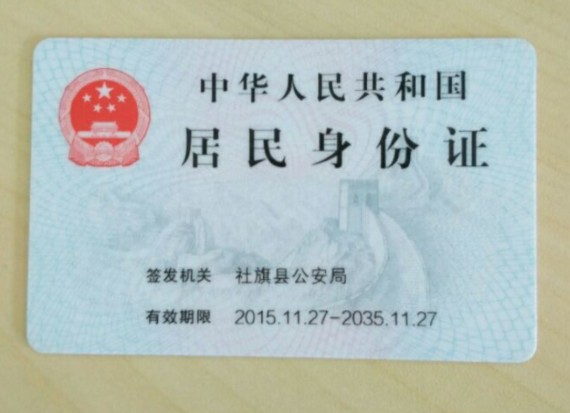 中华人民共和国
居民身份证
签发机关 社旗县公安局
有效期限 2015.11.27-2035.11.27